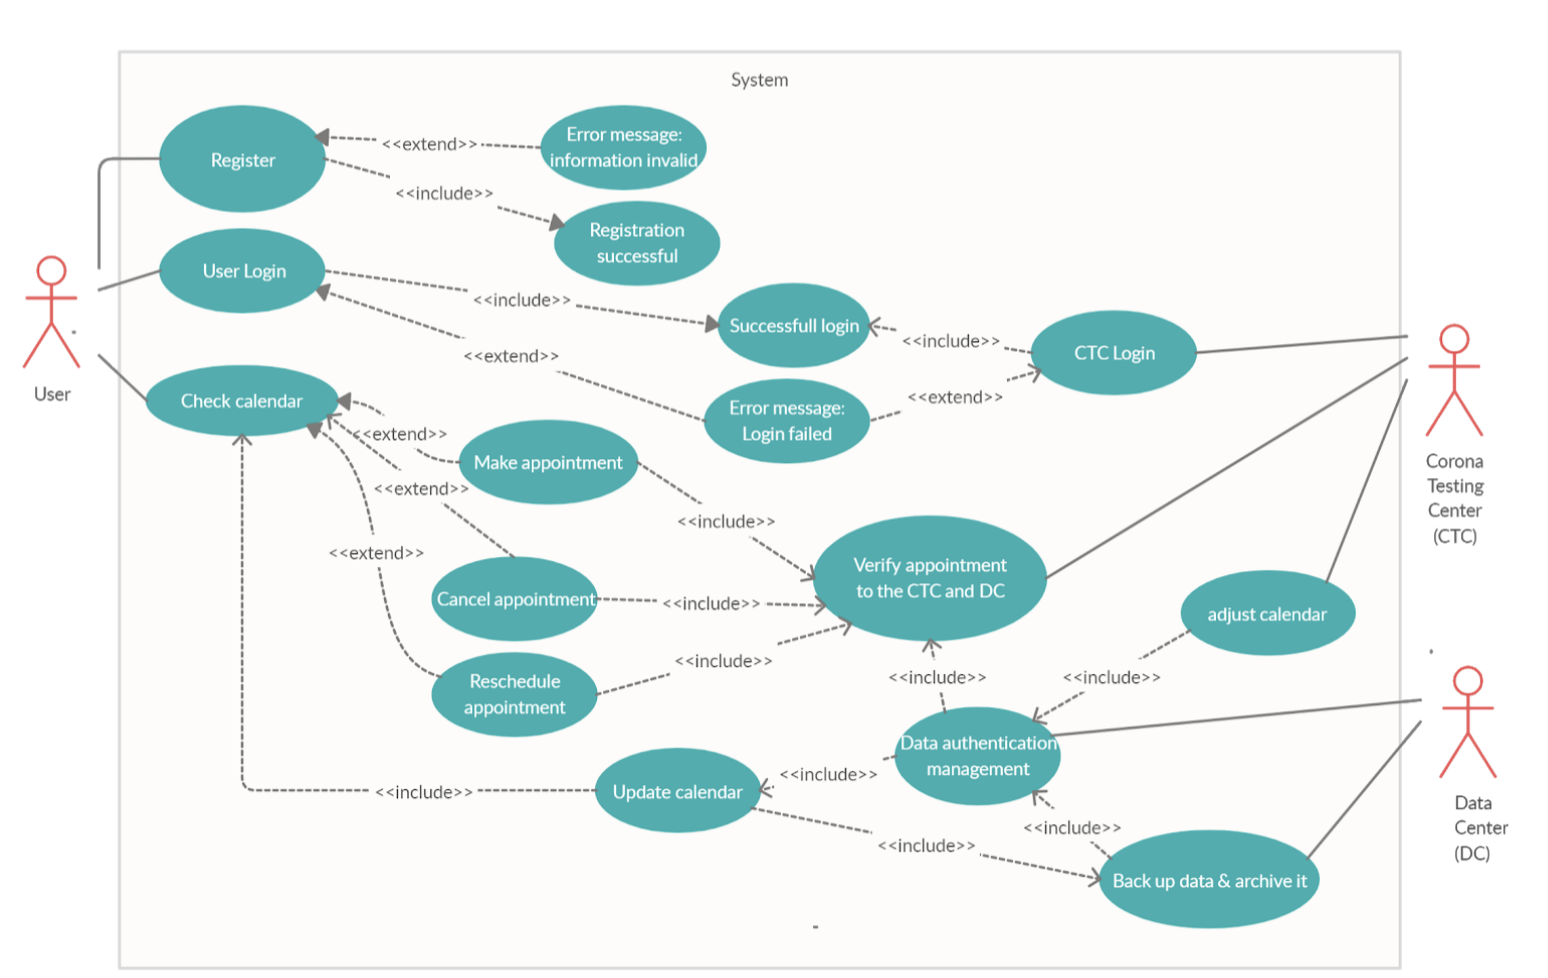 System
Register
<<extend>>
Error message:
information invalid
<<include>>
Registration
successful
User Login
<<include>>
Successfull login
<<include>>
CTC Login
<<extend>>
Error message:
Login failed
<<extend>>
User
Check calendar
<<extend>>
Make appointment
<<extend>>
<<include>>
Corona
Testing
Center
(CTC)
<<extend>>
Verify appointment
to the CTC and DC
Cancel appointment
<<include>>
adjust calendar
<<include>>
Reschedule
appointment
<<include>>
<<include>>
Data authentication
management
<<include>>
Update calendar
<<include>>
<<include>>
<<include>>
Back up data & archive it
Data
Center
(DC)